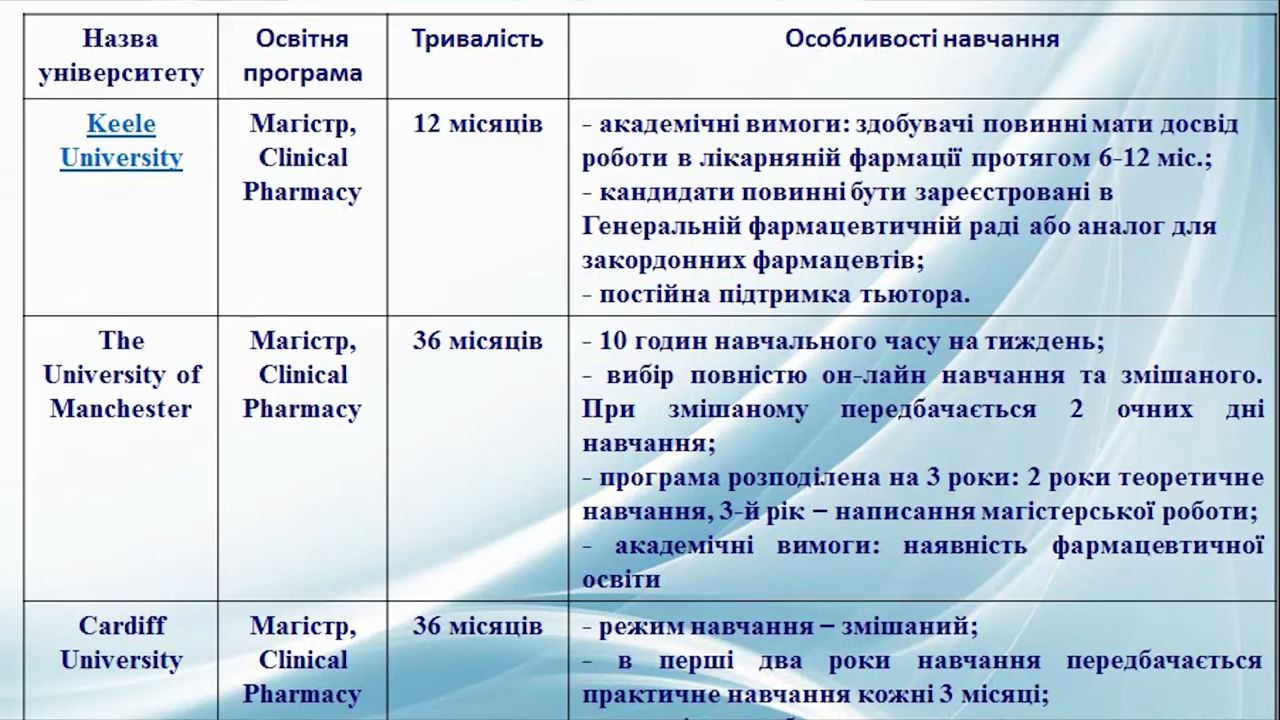 Назва
університету
Освітня
програма
Тривалість
Особливості навчання
Keele
University
Магістр,
Clinical
Pharmacy
12 місяців
- академічні вимоги: здобувачі повинні мати досвід
роботи в лікарняній фармації протягом 6-12 міс.;
- кандидати повинні бути зареєстровані в
Генеральній фармацевтичній раді або аналог для
закордонних фармацевтів;
- постійна підтримка тьютора.
The
University of
Manchester
Магістр,
Clinical
Pharmacy
36 місяців
- 10 годин навчального часу на тиждень;
- вибір повністю он-лайн навчання та змішаного.
При змішаному передбачається 2 очних дні
навчання;
- програма розподілена на 3 роки: 2 роки теоретичне
навчання, 3-й рік – написання магістерської роботи;
- академічні вимоги: наявність фармацевтичної
освіти
Cardiff
University
Магістр,
Clinical
Pharmacy
36 місяців
- режим навчання – змішаний;
- в перші два роки навчання передбачається
практичне навчання кожні 3 місяці;